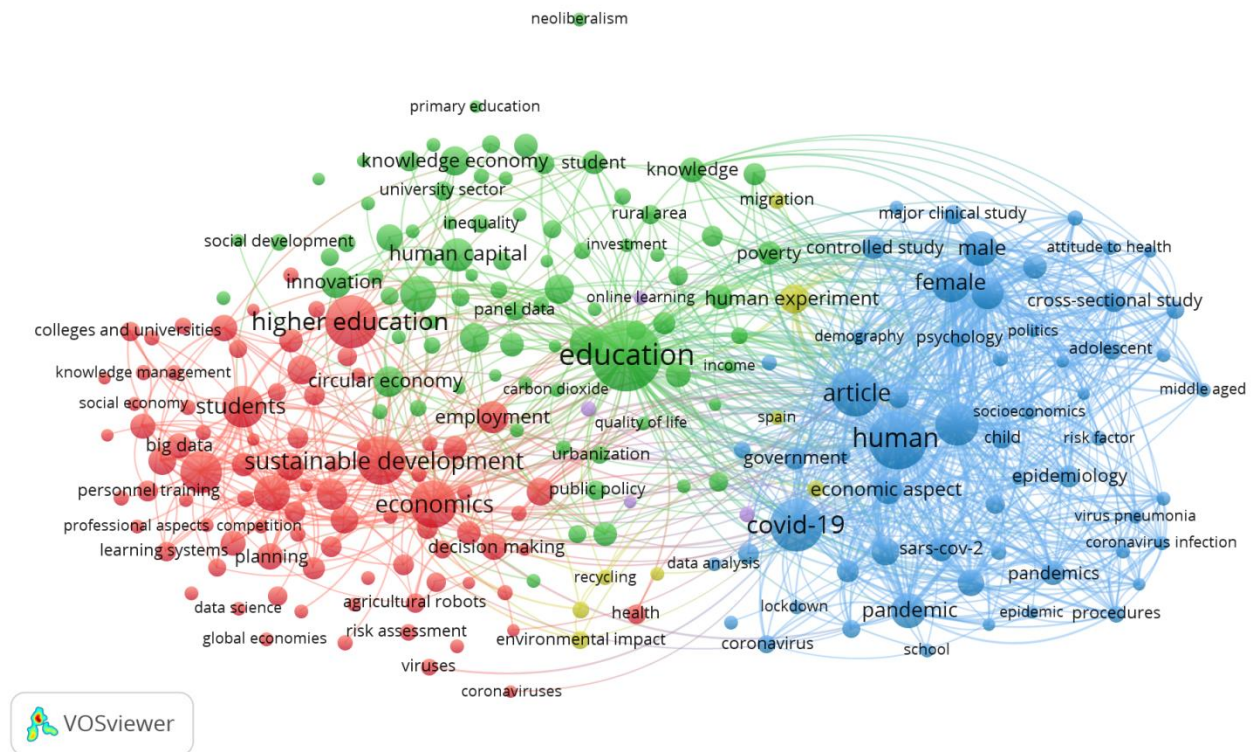 neoliberalism
primary education
knowledge economy
student
knowledge
university sector
migration
rural area
major clinical study
inequality
social development
human capital
investment
poverty
controlled study
male
attitude to health
innovation
online learning
human experiment
female
cross-sectional study
panel data
higher education
colleges and universities
demography
psychology
politics
education
adolescent
knowledge management
circular economy
carbon dioxide
income
article
middle aged
social economy
students
employment
quality of life
spain
socioeconomics
human
child
risk factor
big data
sustainable development
urbanization
government
epidemiology
personnel training
economics
public policy
economic aspect
professional aspects
competition
covid-19
virus pneumonia
learning systems
planning
decision making
sars-cov-2
coronavirus infection
data analysis
recycling
pandemics
data science
agricultural robots
health
lockdown
pandemic
epidemic
procedures
global economies
risk assessment
environmental impact
coronavirus
school
viruses
coronaviruses
VOSviewer